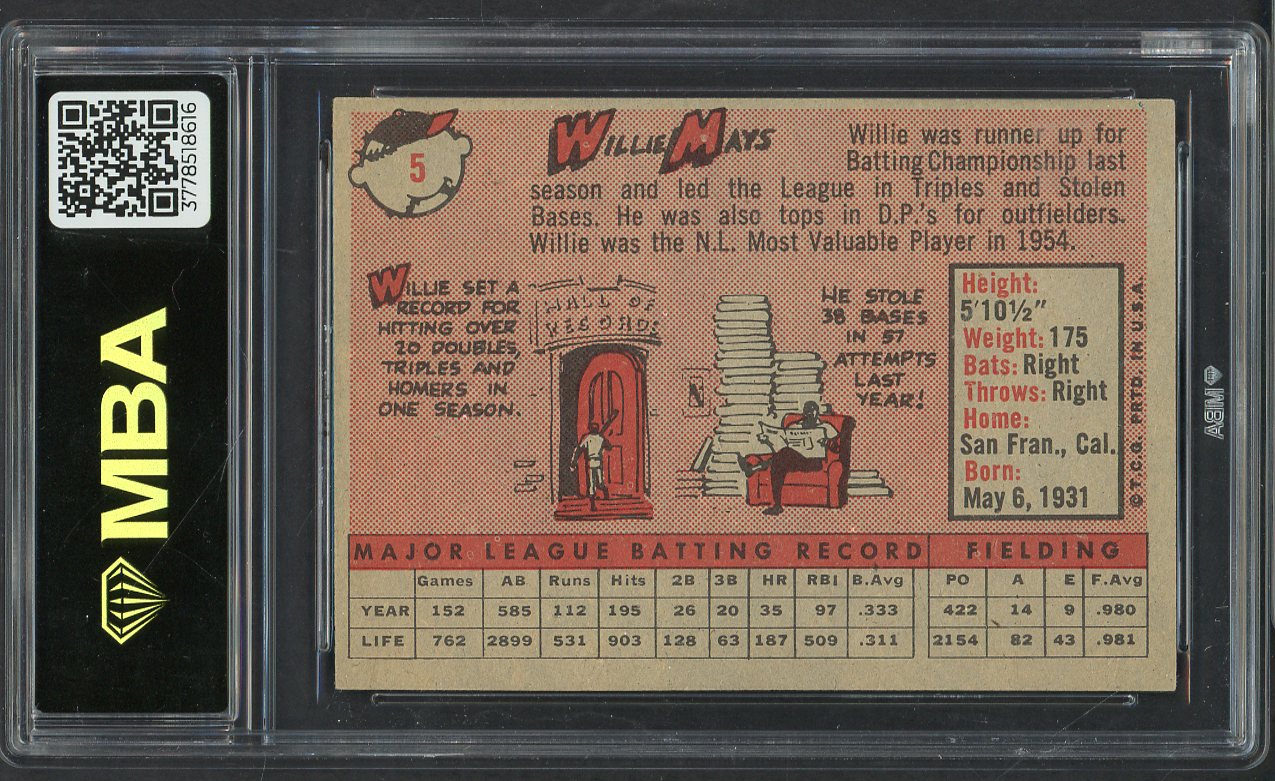 3778518616
MBA
5
WILLIE MAYS
Willie was runner up for
Batting Championship last
season and led the League in Triples and Stolen
Bases. He was also tops in D.P.'s for outfielders.
Willie was the N.L. Most Valuable Player in 1954.
WILLIE SET A
RECORD FOR
HITTING OVER
20 DOUBLES,
TRIPLES AND
HOMERS IN
ONE SEASON
HALL OF
RECORDS
HE STOLE
38 BASES
IN 57
ATTEMPTS
LAST
YEAR!
Height:
5'10½"
Weight: 175
Bats: Right
Throws: Right
Home:
San Fran., Cal.
Born:
May 6, 1931
© T.C.G. PRTD. IN U.S.A.
MBA
MAJOR LEAGUE BATTING RECORD FIELDING
Games AB Runs Hits 2B 3B HR RBI B.Avg PO A E F.Avg
YEAR 152 585 112 195 26 20 35 97 .333 422 14 9 .980
LIFE 762 2899 531 903 128 63 187 509 .311 2154 82 43 .981